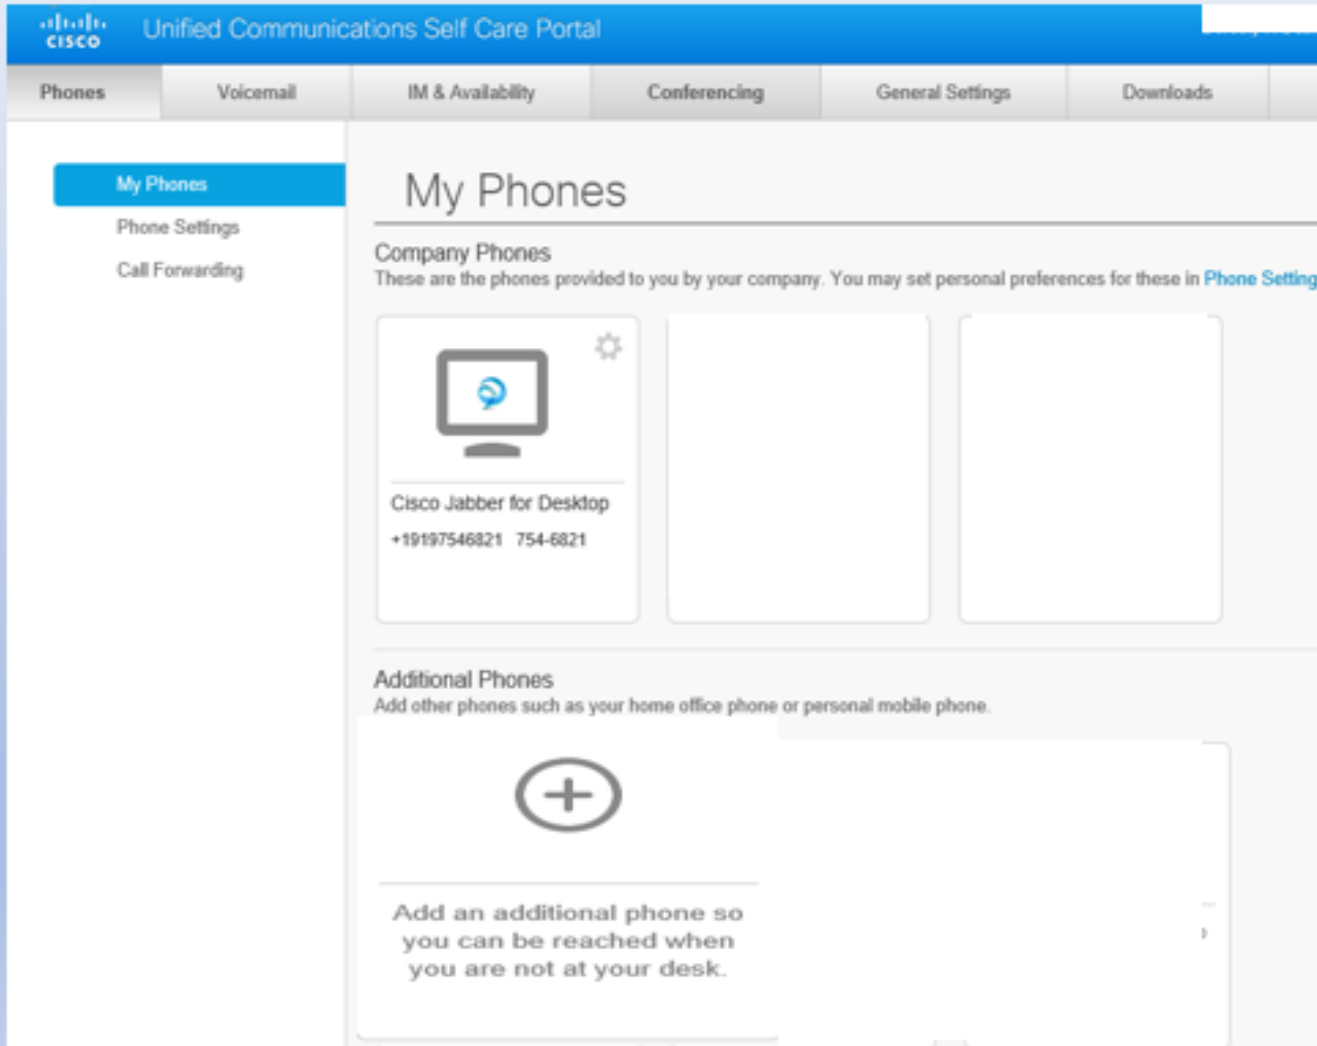 CISCO Unified Communications Self Care Portal
Phones Voicemail IM & Availability Conferencing General Settings Downloads
My Phones
Phone Settings
Call Forwarding
My Phones
Company Phones
These are the phones provided to you by your company. You may set personal preferences for these in Phone Setting
Cisco Jabber for Desktop
+19197546821 754-6821
Additional Phones
Add other phones such as your home office phone or personal mobile phone.
Add an additional phone so
you can be reached when
you are not at your desk.